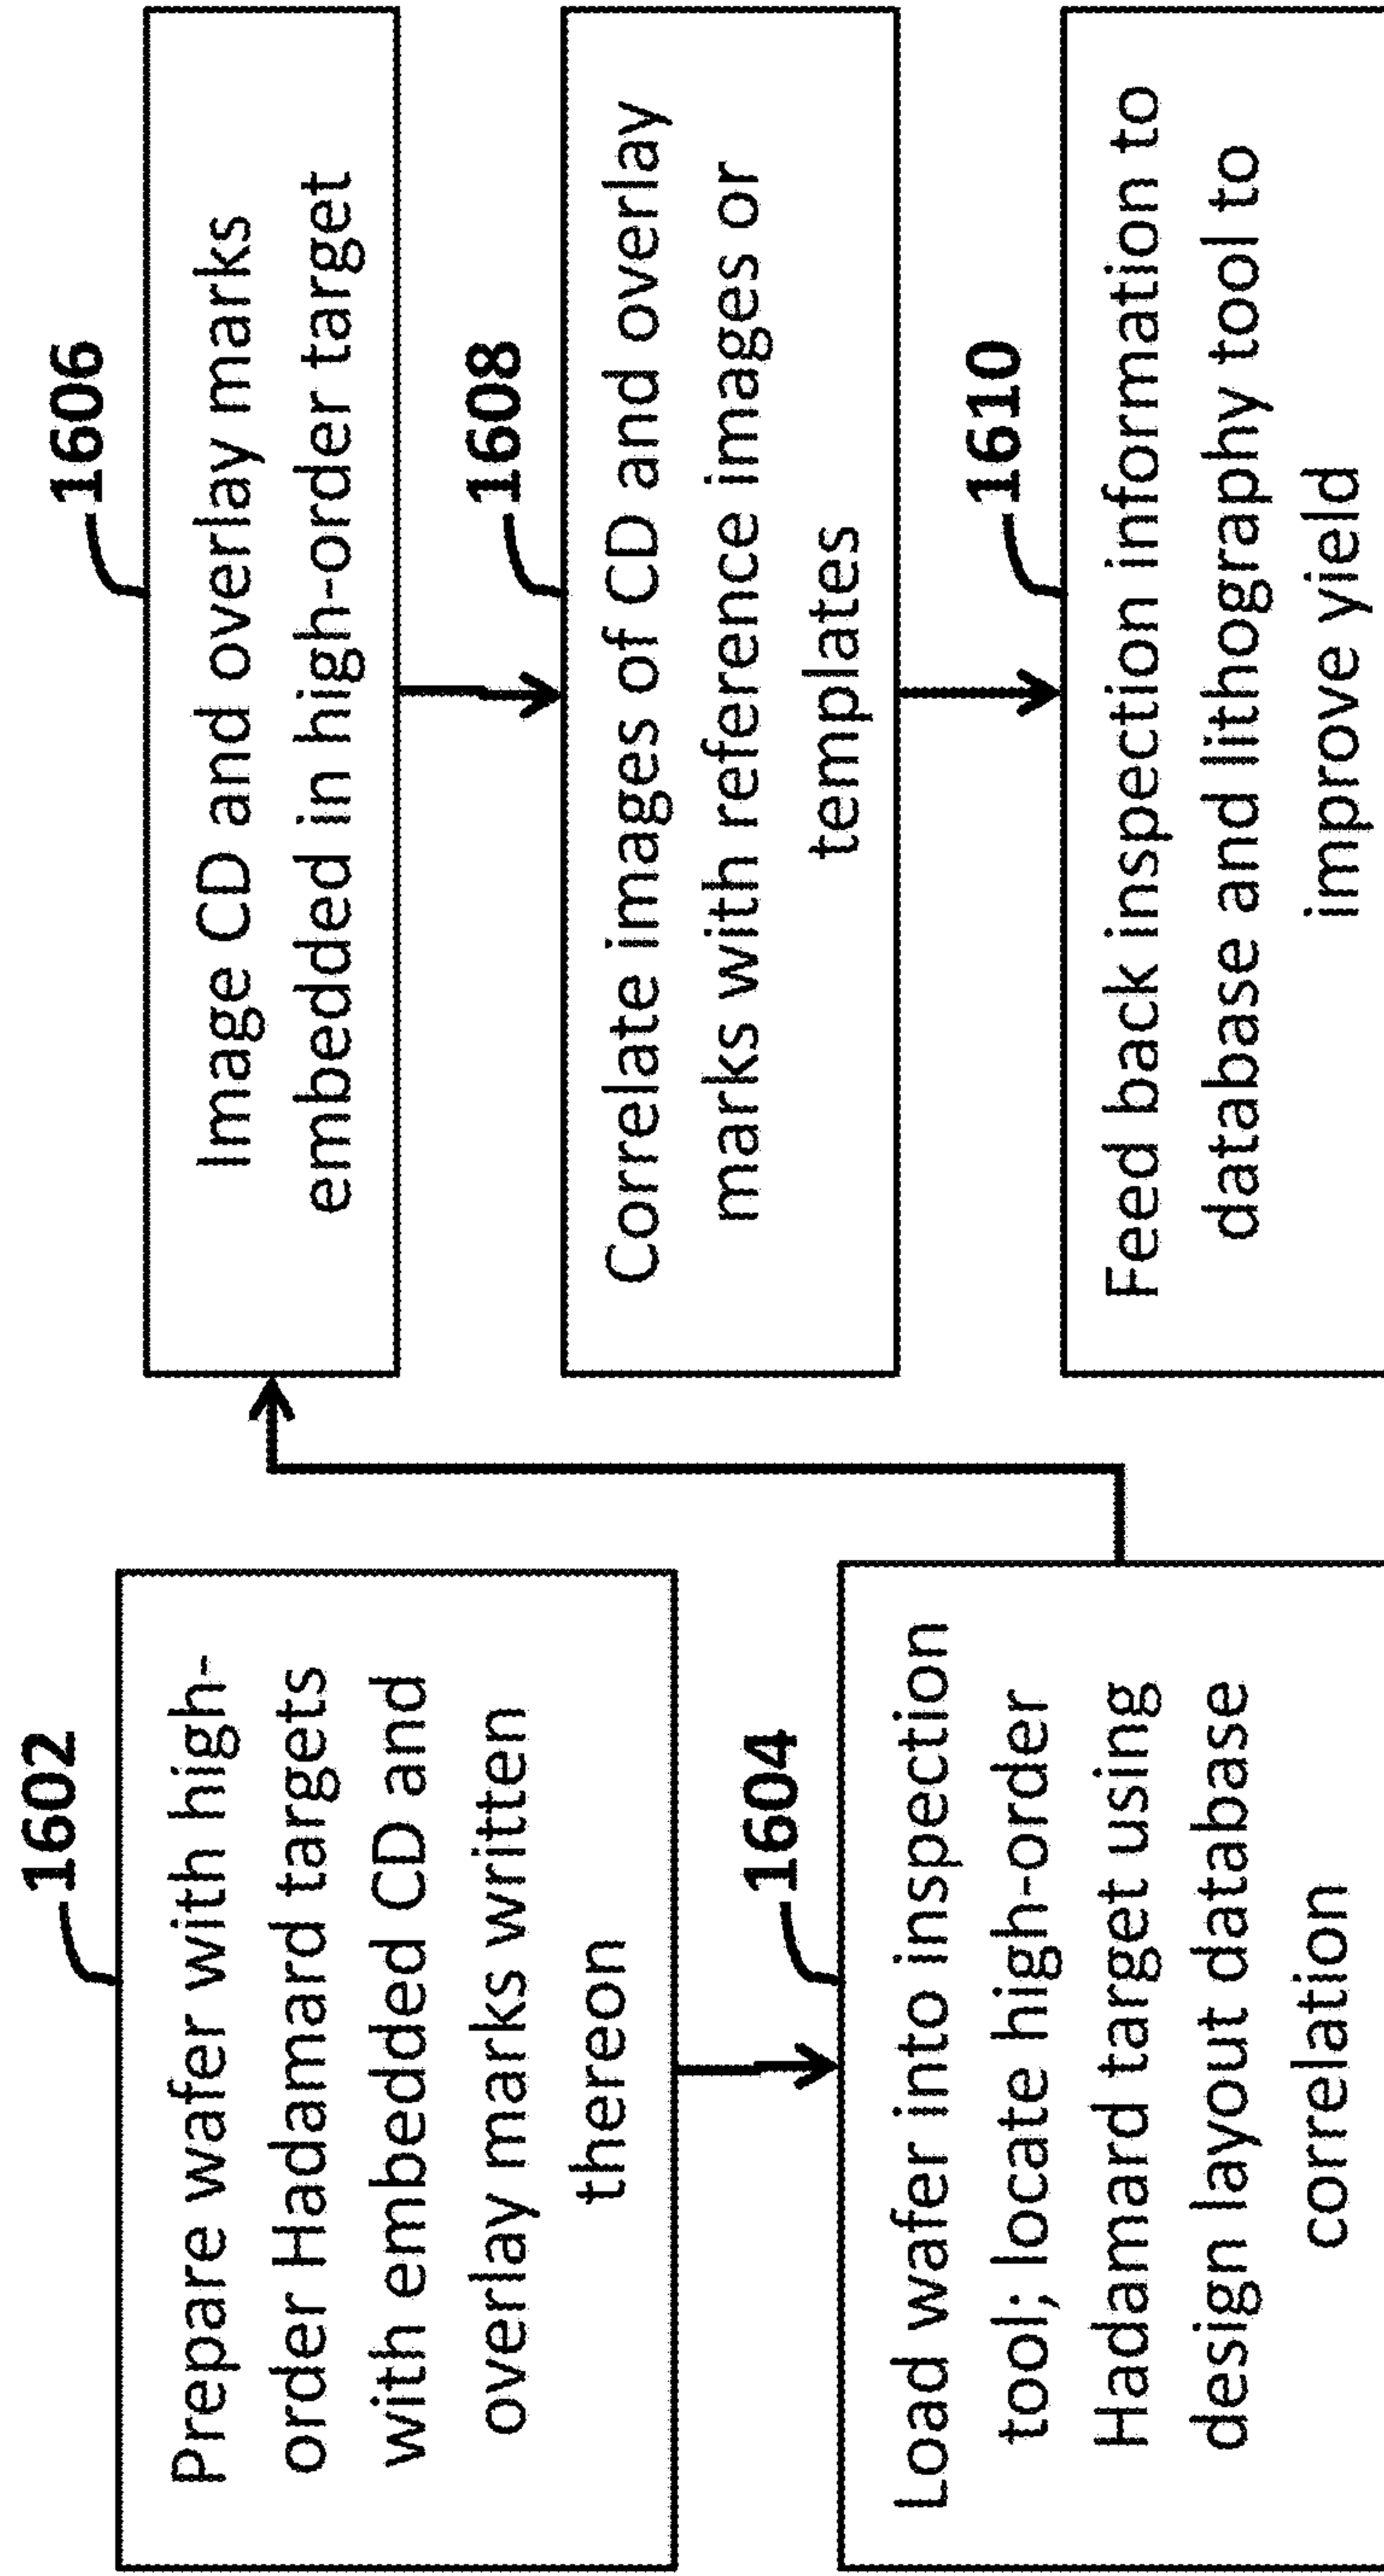 1602
Prepare wafer with high-
order Hadamard targets
with embedded CD and
overlay marks written
thereon
1604
Load wafer into inspection
tool; locate high-order
Hadamard target using
design layout database
correlation
1606
Image CD and overlay marks
embedded in high-order target
1608
Correlate images of CD and overlay
marks with reference images or
templates
1610
Feed back inspection information to
database and lithography tool to
improve yield